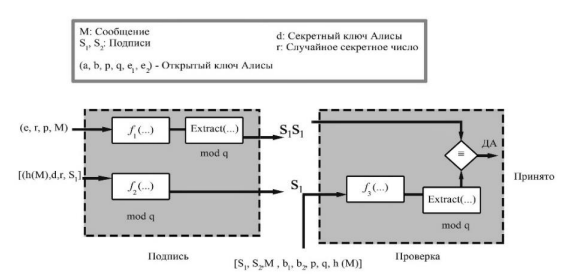 M: Сообщение
S₁, S₂: Подписи
d: Секретный ключ Алисы
r: Случайное секретное число
(a, b, p, q, e₁, e₂) - Открытый ключ Алисы
(e, r, p, M)
f₁(...)
Extract(...)
mod q
S₁S₁
≡
ДА
Принято
[(h(M),d,r, S₁]
f₂(...)
mod q
S₁
f₃(...)
Extract(...)
mod q
Подпись
Проверка
[S₁, S₂,M , b₁, b₂, p, q, h (M)]